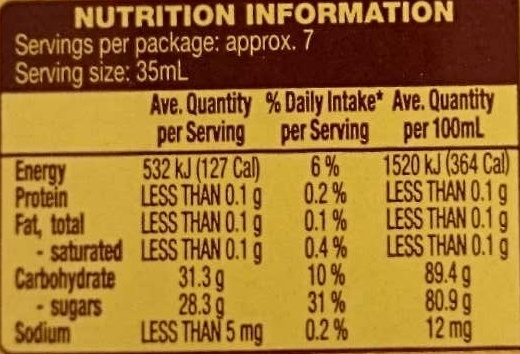 NUTRITION INFORMATION
Servings per package: approx. 7
Serving size: 35mL
Ave. Quantity % Daily Intake* Ave. Quantity
per Serving per Serving per 100mL
Energy 532 kJ (127 Cal) 6 % 1520 kJ (364 Cal)
Protein LESS THAN 0.1 g 0.2 % LESS THAN 0.1 g
Fat, total LESS THAN 0.1 g 0.1 % LESS THAN 0.1 g
- saturated LESS THAN 0.1 g 0.4 % LESS THAN 0.1 g
Carbohydrate 31.3 g 10 % 89.4 g
- sugars 28.3 g 31 % 80.9 g
Sodium LESS THAN 5 mg 0.2 % 12 mg